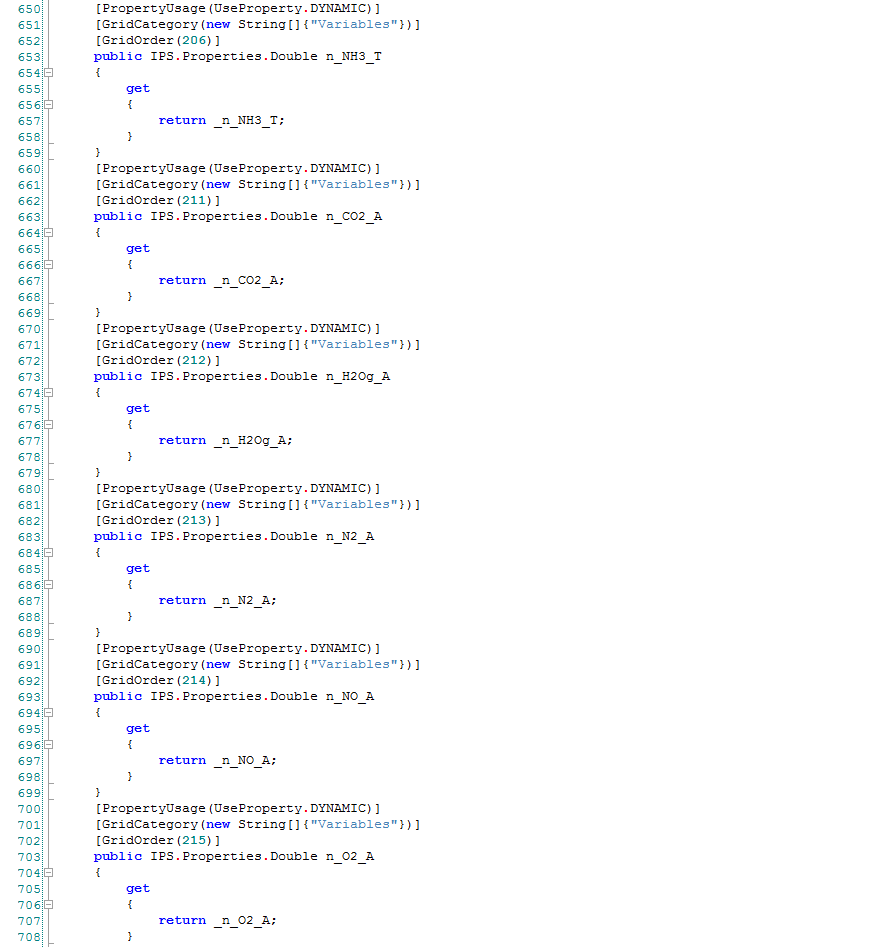 650 [PropertyUsage(UseProperty.DYNAMIC)]
651 [GridCategory(new String[]{"Variables"})]
652 [GridOrder(206)]
653 public IPS.Properties.Double n_NH3_T
654 {
655 get
656 {
657 return _n_NH3_T;
658 }
659 }
660 [PropertyUsage(UseProperty.DYNAMIC)]
661 [GridCategory(new String[]{"Variables"})]
662 [GridOrder(211)]
663 public IPS.Properties.Double n_CO2_A
664 {
665 get
666 {
667 return _n_CO2_A;
668 }
669 }
670 [PropertyUsage(UseProperty.DYNAMIC)]
671 [GridCategory(new String[]{"Variables"})]
672 [GridOrder(212)]
673 public IPS.Properties.Double n_H2Og_A
674 {
675 get
676 {
677 return _n_H2Og_A;
678 }
679 }
680 [PropertyUsage(UseProperty.DYNAMIC)]
681 [GridCategory(new String[]{"Variables"})]
682 [GridOrder(213)]
683 public IPS.Properties.Double n_N2_A
684 {
685 get
686 {
687 return _n_N2_A;
688 }
689 }
690 [PropertyUsage(UseProperty.DYNAMIC)]
691 [GridCategory(new String[]{"Variables"})]
692 [GridOrder(214)]
693 public IPS.Properties.Double n_NO_A
694 {
695 get
696 {
697 return _n_NO_A;
698 }
699 }
700 [PropertyUsage(UseProperty.DYNAMIC)]
701 [GridCategory(new String[]{"Variables"})]
702 [GridOrder(215)]
703 public IPS.Properties.Double n_O2_A
704 {
705 get
706 {
707 return _n_O2_A;
708 }